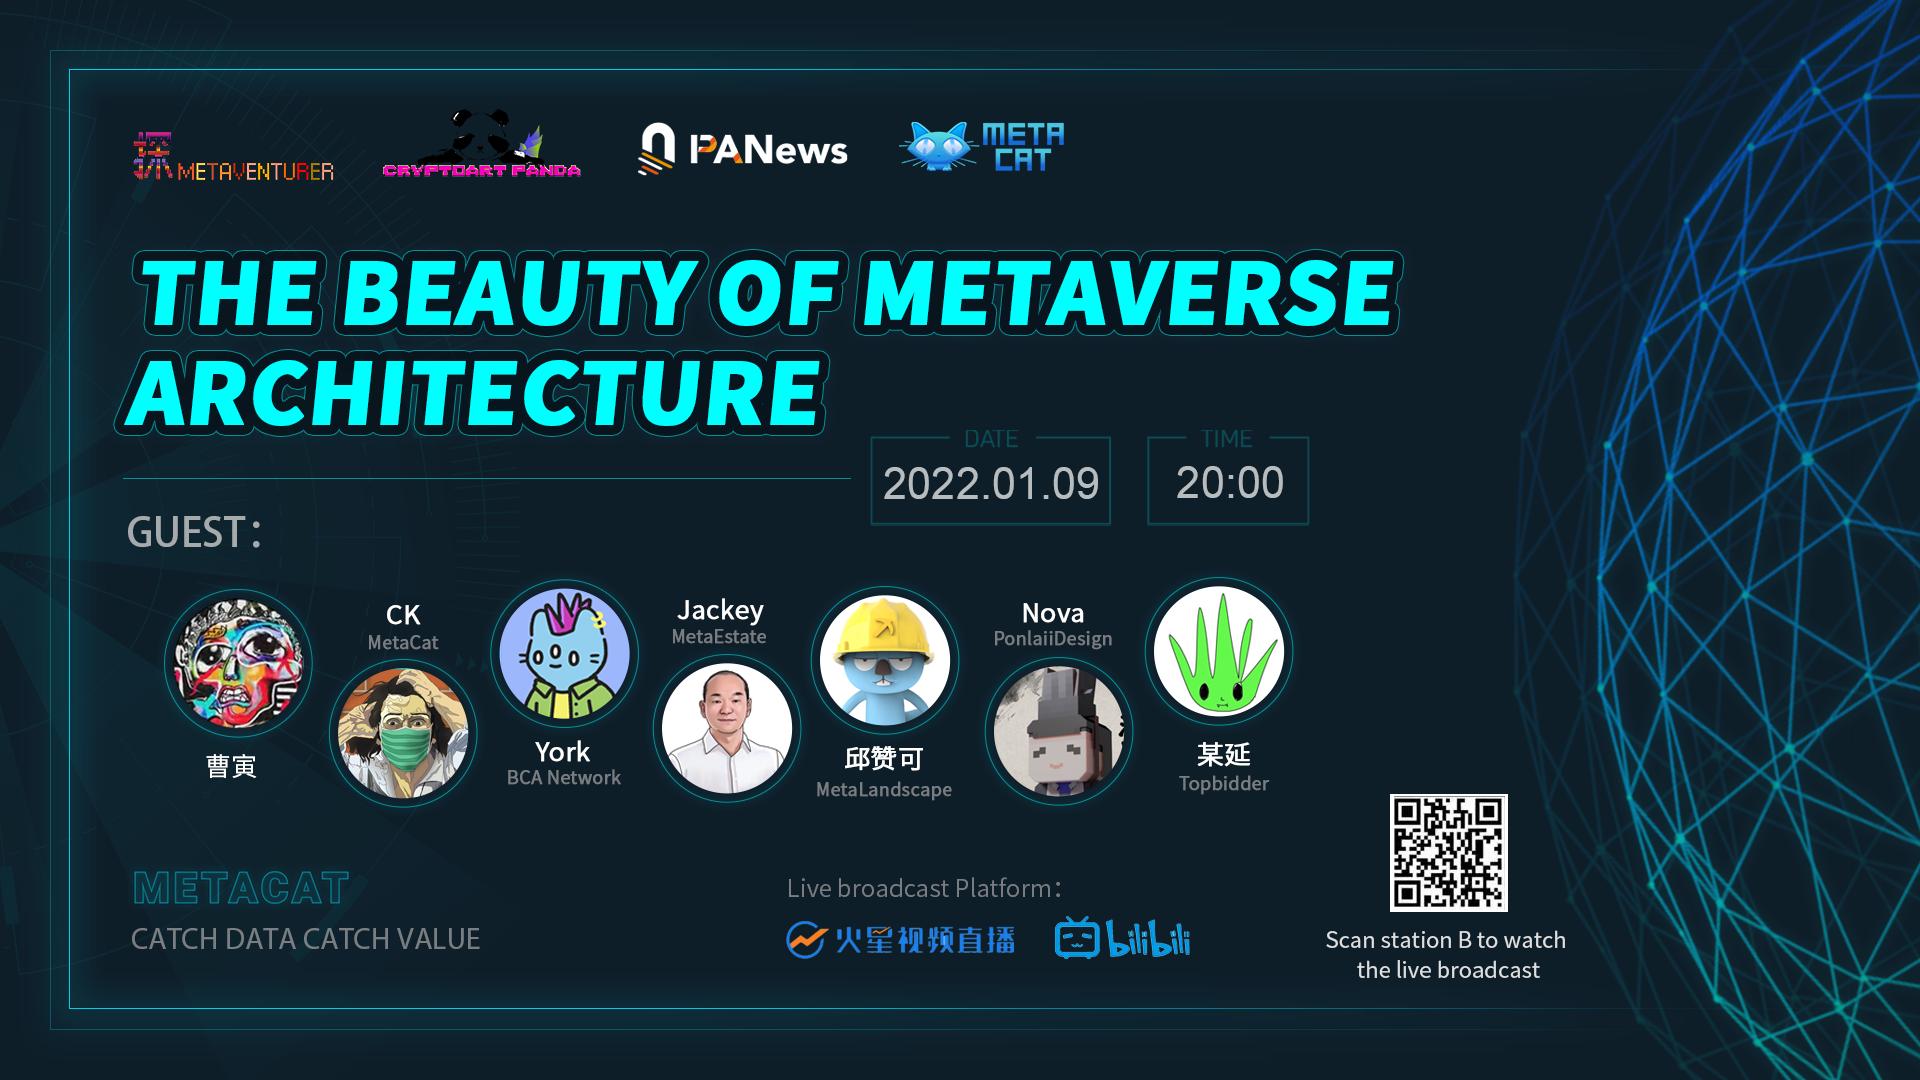 探 METAVENTURER
CRYPTOART PANDA
PANews
META
CAT
THE BEAUTY OF METAVERSE
ARCHITECTURE
DATE
2022.01.09
TIME
20:00
GUEST：
曹寅
CK
MetaCat
York
BCA Network
Jackey
MetaEstate
邱赞可
MetaLandscape
Nova
PonlaiiDesign
某延
Topbidder
METACAT
CATCH DATA CATCH VALUE
Live broadcast Platform：
火星视频直播
bilibili
Scan station B to watch
the live broadcast